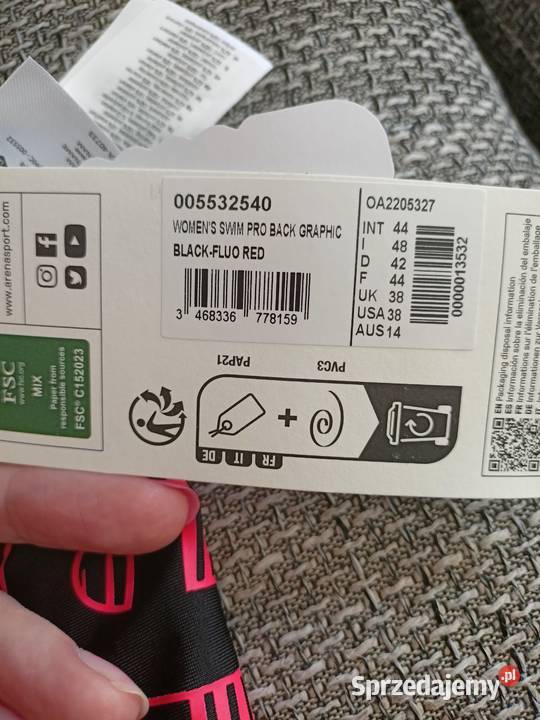 005532540
WOMEN'S SWIM PRO BACK GRAPHIC
BLACK-FLUO RED
3 468336 778159
OA2205327
INT 44
I 48
D 42
F 44
UK 38
USA 38
AUS 14
0000013532
www.arenasport.com
FSC
www.fsc.org
MIX
Paper from
responsible sources
FSC® C152023
PAP21
PVC3
FR IT DE
EN Packaging disposal information
ES Información sobre la eliminación del embalaje
FR Informations sur l'élimination de l'emballage
Sprzedajemy.pl